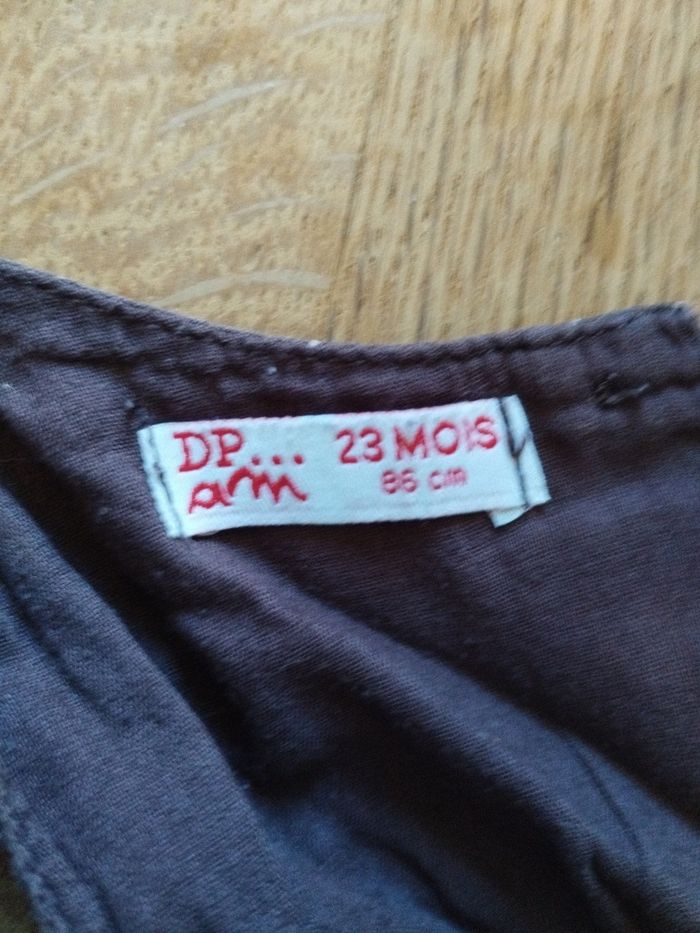 DP... 23 MOIS
am 86 cm